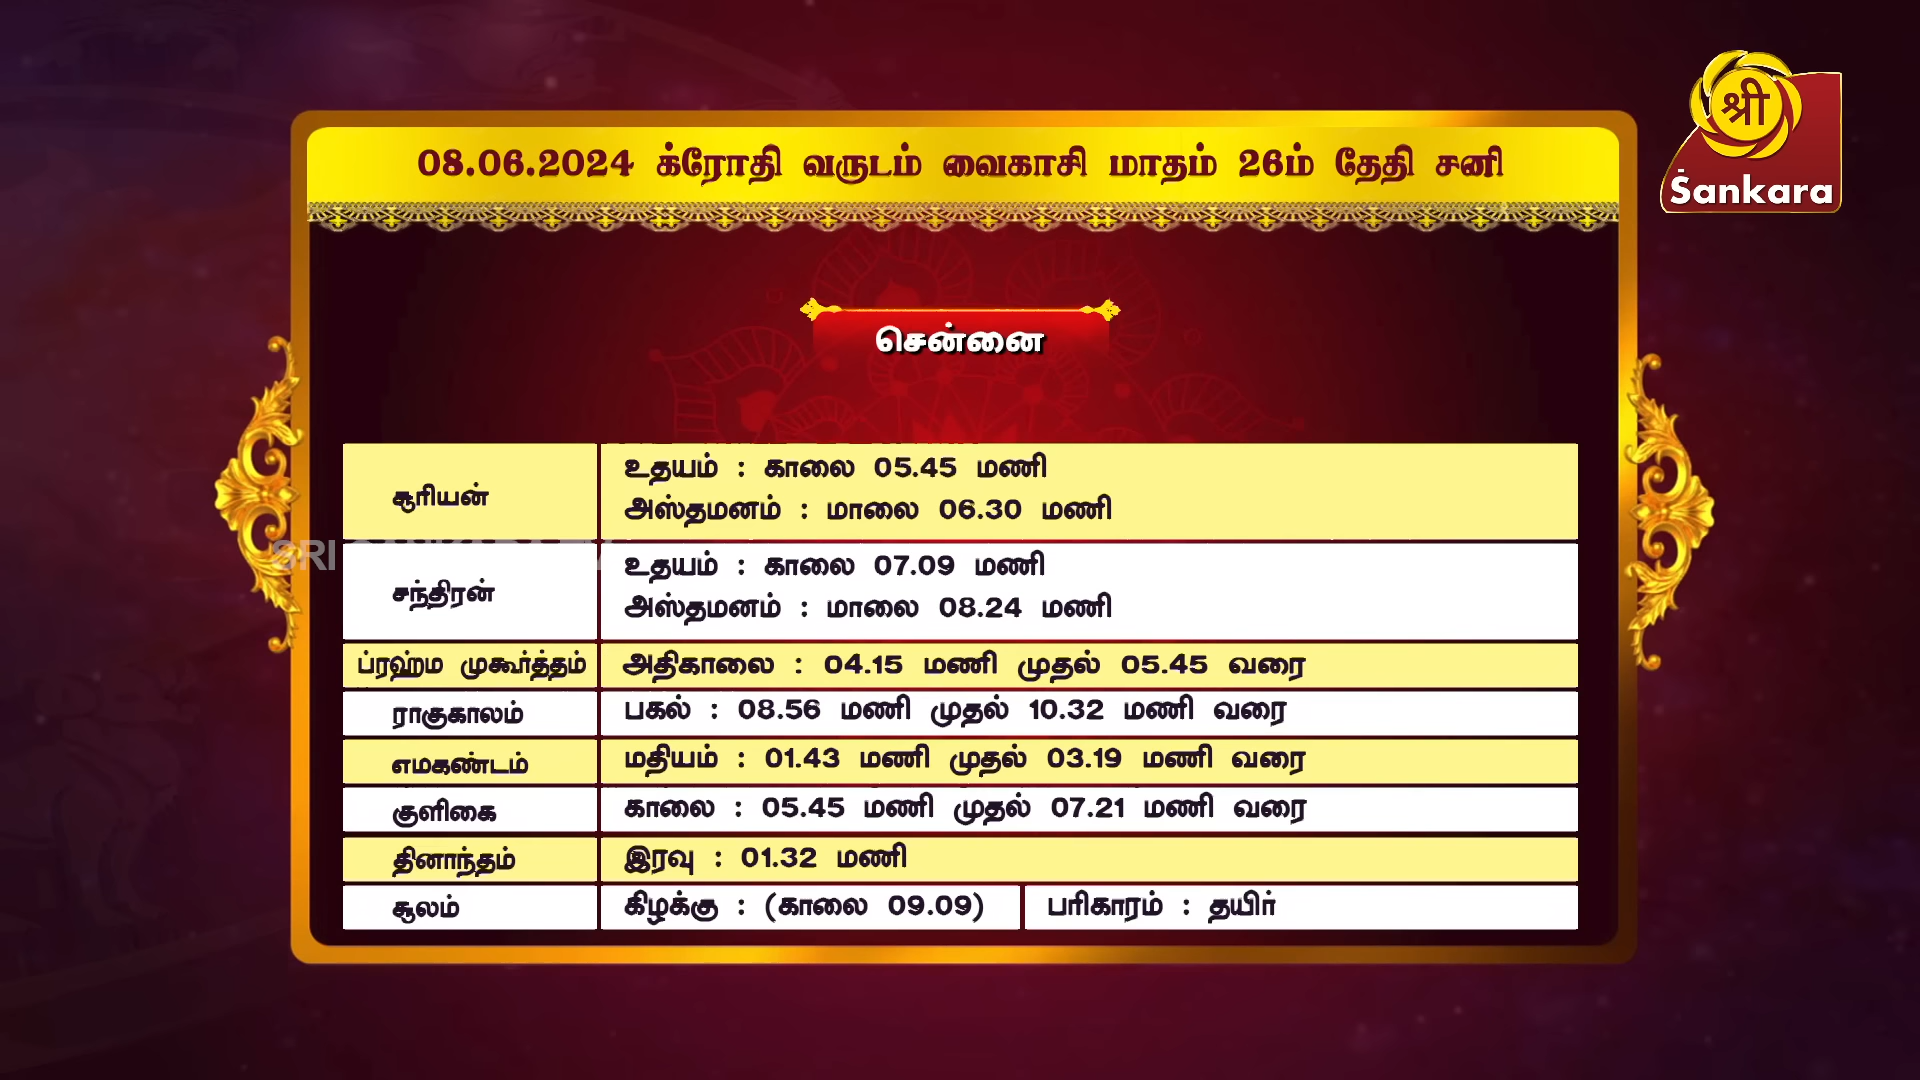 08.06.2024 க்ரோதி வருடம் வைகாசி மாதம் 26ம் தேதி சனி
श्री
Sankara
சென்னை
சூரியன்
உதயம் : காலை 05.45 மணி
அஸ்தமனம் : மாலை 06.30 மணி
SRI SANKARA TV
சந்திரன்
உதயம் : காலை 07.09 மணி
அஸ்தமனம் : மாலை 08.24 மணி
ப்ரஹ்ம முகூர்த்தம் அதிகாலை : 04.15 மணி முதல் 05.45 வரை
ராகுகாலம் பகல் : 08.56 மணி முதல் 10.32 மணி வரை
எமகண்டம் மதியம் : 01.43 மணி முதல் 03.19 மணி வரை
குளிகை காலை : 05.45 மணி முதல் 07.21 மணி வரை
தினாந்தம் இரவு : 01.32 மணி
சூலம் கிழக்கு : (காலை 09.09) பரிகாரம் : தயிர்